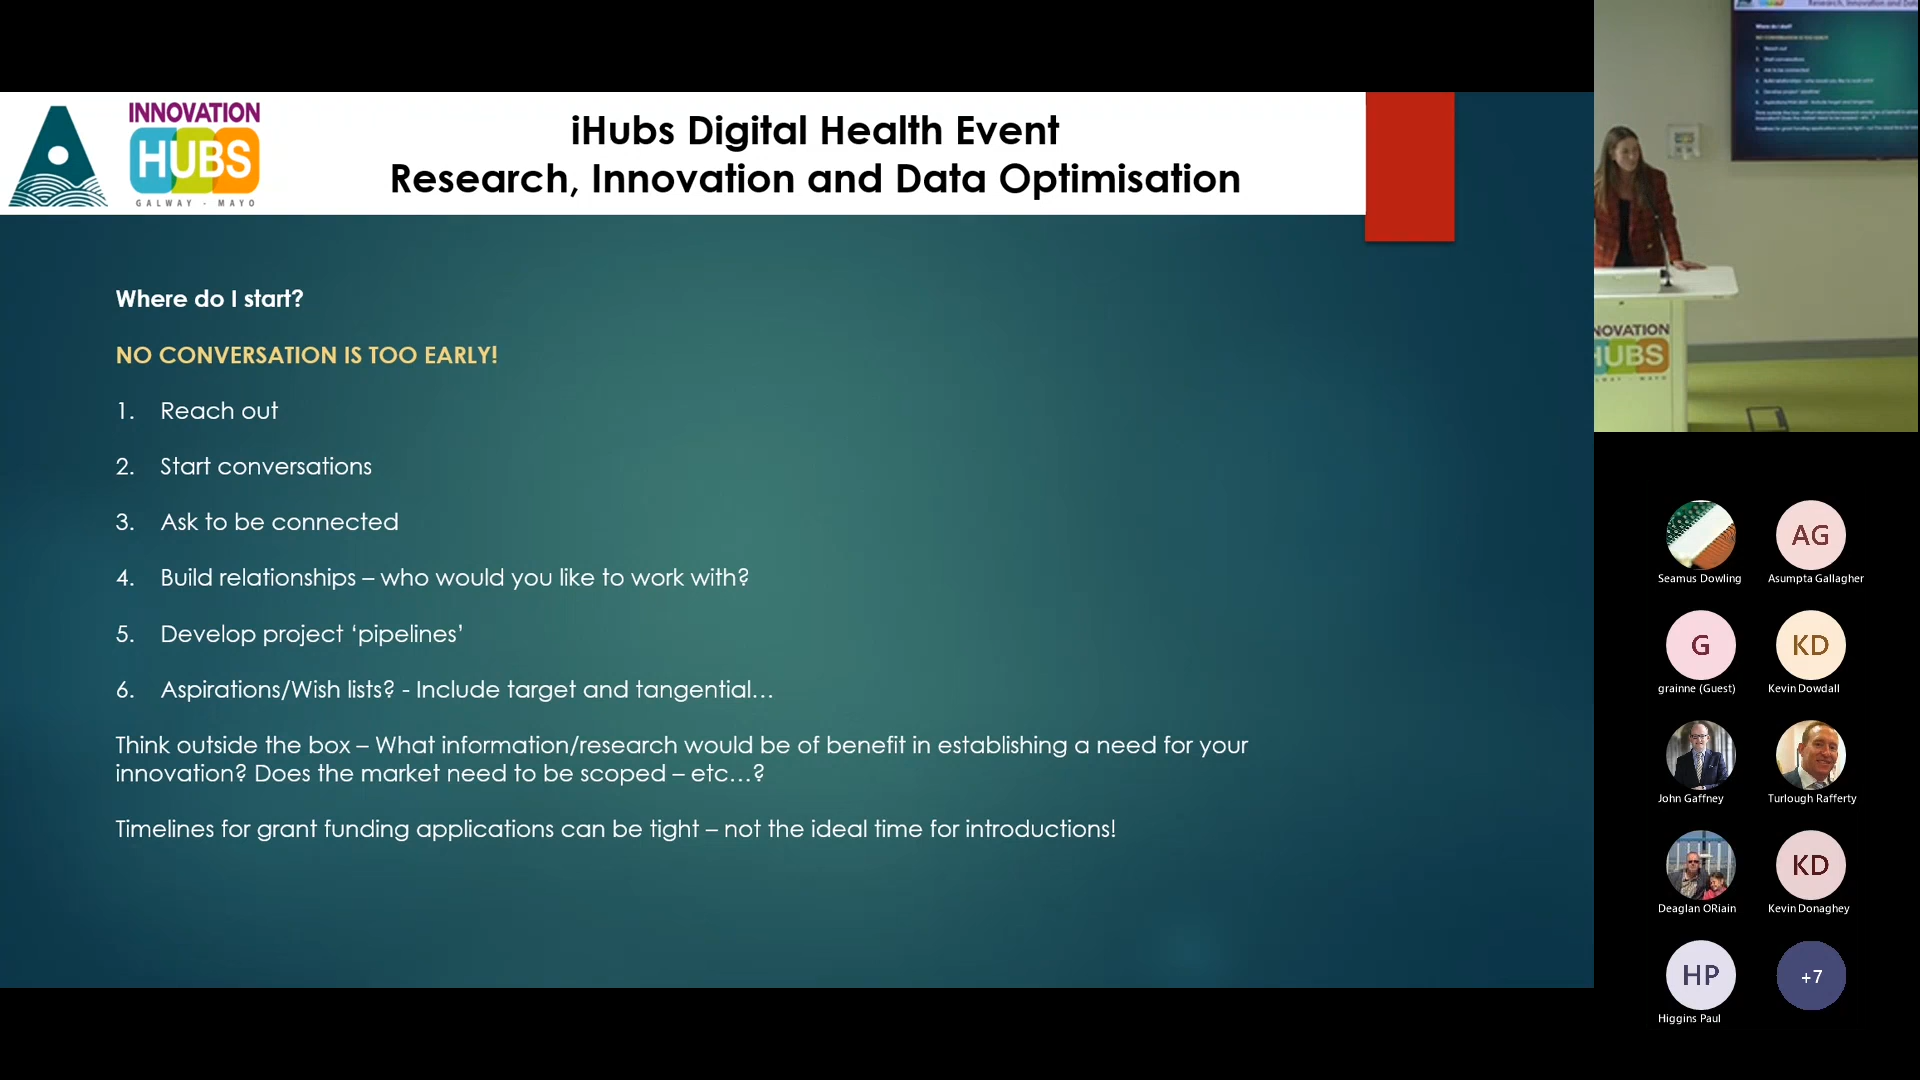 INNOVATION
HUBS
GALWAY - MAYO
iHubs Digital Health Event
Research, Innovation and Data Optimisation
Where do I start?
NO CONVERSATION IS TOO EARLY!
1. Reach out
2. Start conversations
3. Ask to be connected
4. Build relationships – who would you like to work with?
5. Develop project ‘pipelines’
6. Aspirations/Wish lists? - Include target and tangential…
Think outside the box – What information/research would be of benefit in establishing a need for your
innovation? Does the market need to be scoped – etc…?
Timelines for grant funding applications can be tight – not the ideal time for introductions!
NOVATION
HUBS
Seamus Dowling
AG
Asumpta Gallagher
G
grainne (Guest)
KD
Kevin Dowdall
John Gaffney
Turlough Rafferty
Deaglan ORiain
KD
Kevin Donaghey
HP
Higgins Paul
+7